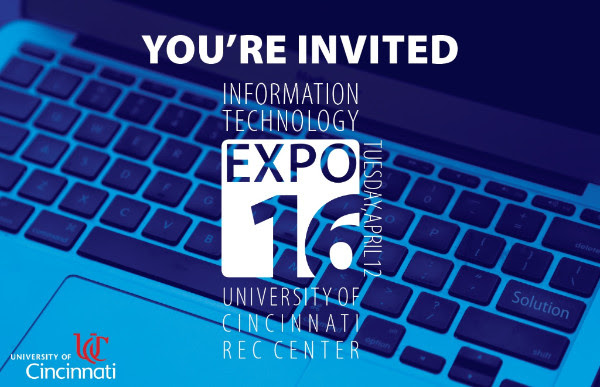 YOU'RE INVITED
INFORMATION
TECHNOLOGY
EXPO
16
TUESDAY, APRIL 12
UNIVERSITY OF
CINCINNATI
REC CENTER
Solution
UC
UNIVERSITY OF
Cincinnati